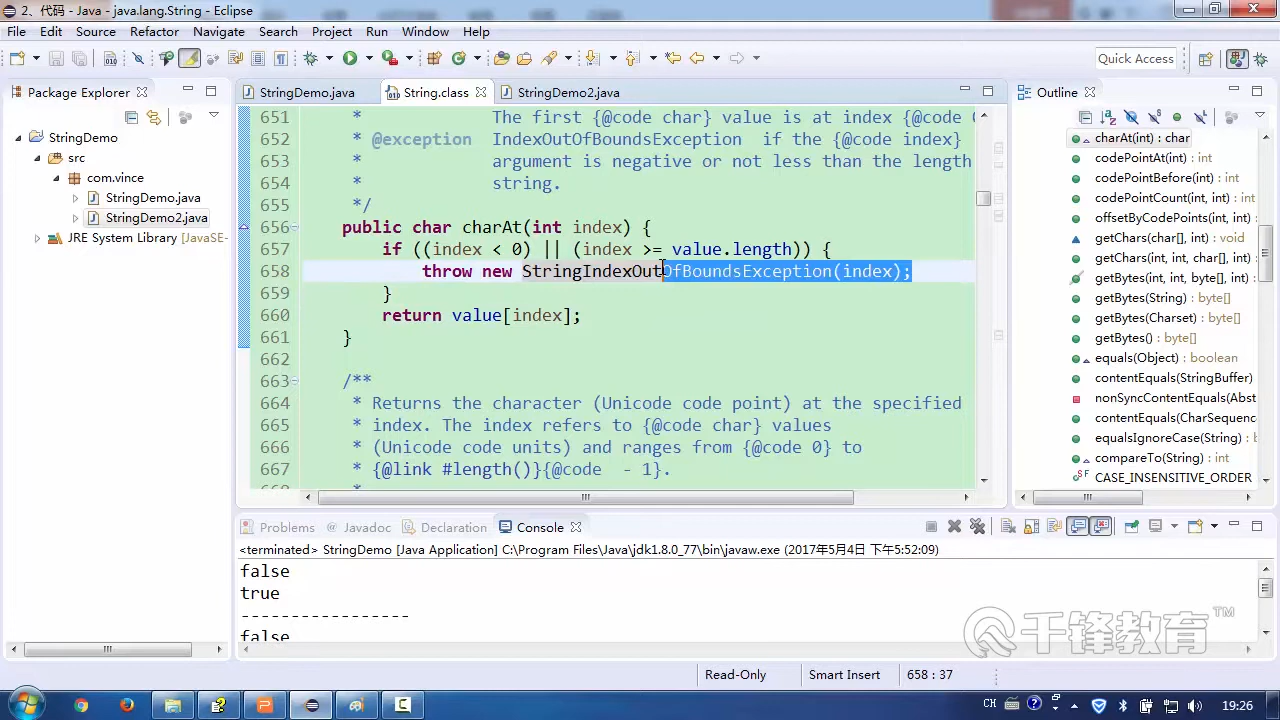 2、代码 - Java - java.lang.String - Eclipse
File Edit Source Refactor Navigate Search Project Run Window Help
Quick Access
Package Explorer
StringDemo.java String.class StringDemo2.java
Outline
StringDemo
src
com.vince
StringDemo.java
StringDemo2.java
JRE System Library [JavaSE-
651 * The first {@code char} value is at index {@code
652 * @exception IndexOutOfBoundsException if the {@code index}
653 * argument is negative or not less than the length
654 * string.
655 */
656 public char charAt(int index) {
657 if ((index < 0) || (index >= value.length)) {
658 throw new StringIndexOutOfBoundsException(index);
659 }
660 return value[index];
661 }
662
663 /**
664 * Returns the character (Unicode code point) at the specified
665 * index. The index refers to {@code char} values
666 * (Unicode code units) and ranges from {@code 0} to
667 * {@link #length()}{@code - 1}.
charAt(int) : char
codePointAt(int) : int
codePointBefore(int) : int
codePointCount(int, int) : int
offsetByCodePoints(int, int) : int
getChars(char[], int) : void
getChars(int, int, char[], int)
getBytes(int, int, byte[], int)
getBytes(String) : byte[]
getBytes(Charset) : byte[]
getBytes() : byte[]
equals(Object) : boolean
contentEquals(StringBuffer)
nonSyncContentEquals(Abst
contentEquals(CharSequenc
equalsIgnoreCase(String) :
compareTo(String) : int
CASE_INSENSITIVE_ORDER
Problems @ Javadoc Declaration Console
<terminated> StringDemo [Java Application] C:\Program Files\Java\jdk1.8.0_77\bin\javaw.exe (2017年5月4日 下午5:52:09)
false
true
-----------------
false
千锋教育™
Read-Only Smart Insert 658 : 37
CH 19:26